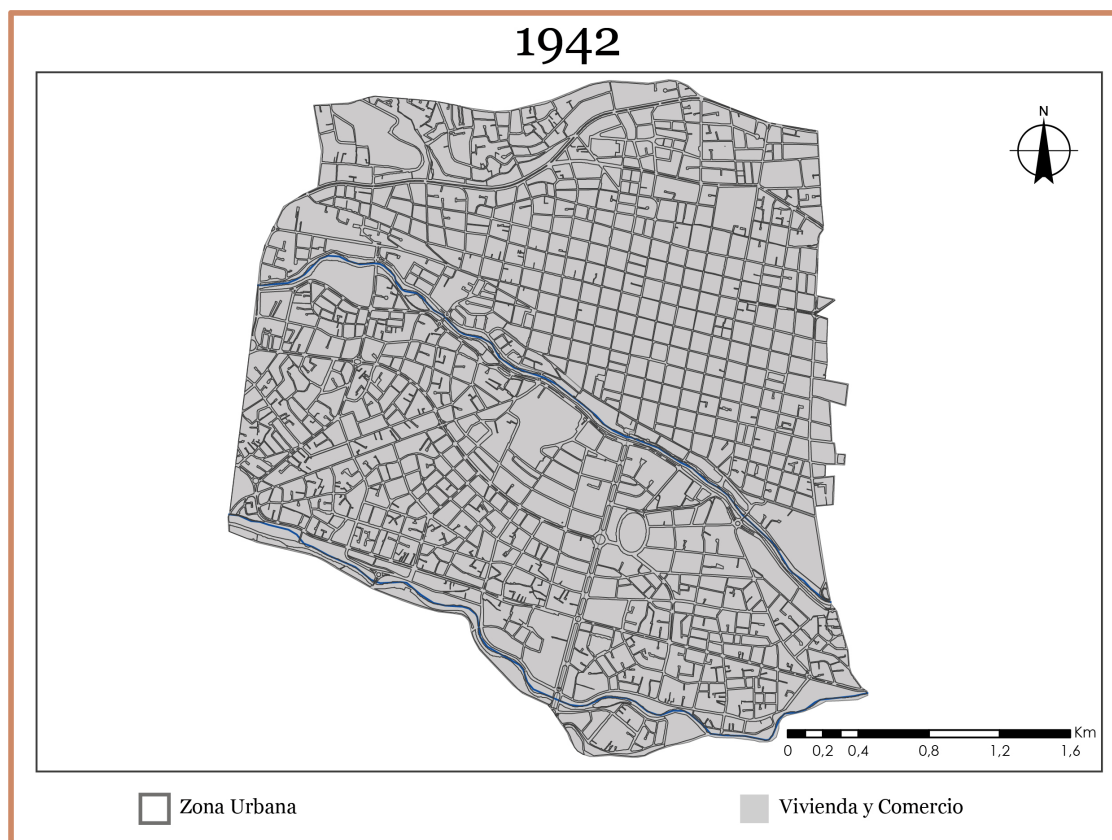 1942
N
Km
0 0,2 0,4 0,8 1,2 1,6
Zona Urbana
Vivienda y Comercio